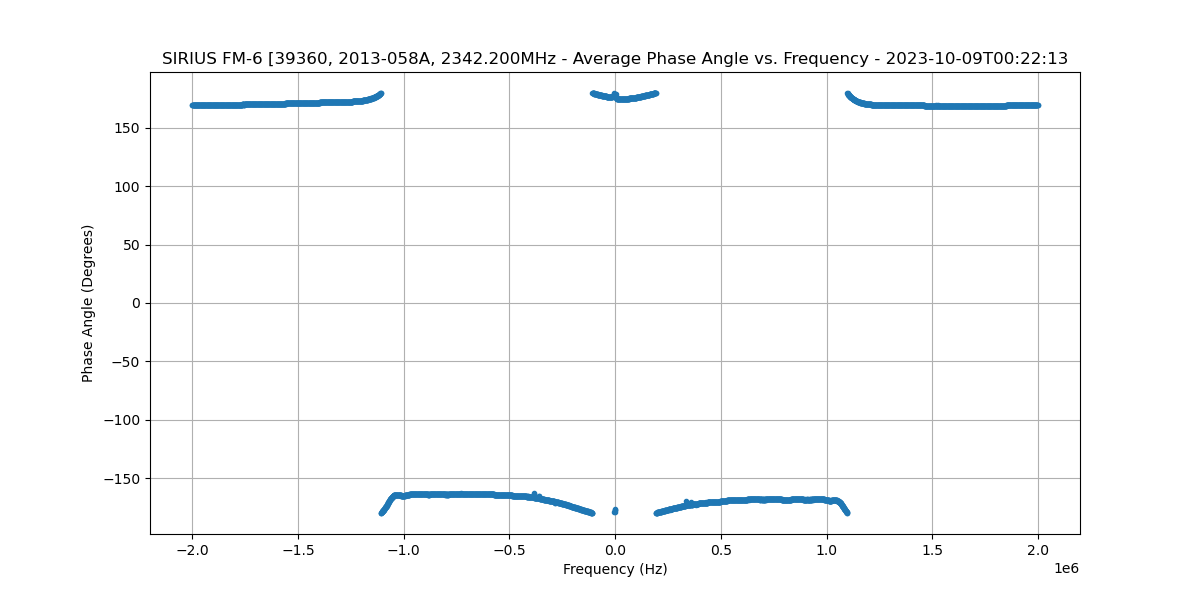 SIRIUS FM-6 [39360, 2013-058A, 2342.200MHz - Average Phase Angle vs. Frequency - 2023-10-09T00:22:13
Phase Angle (Degrees)
150
100
50
0
−50
−100
−150
−2.0 −1.5 −1.0 −0.5 0.0 0.5 1.0 1.5 2.0
1e6
Frequency (Hz)